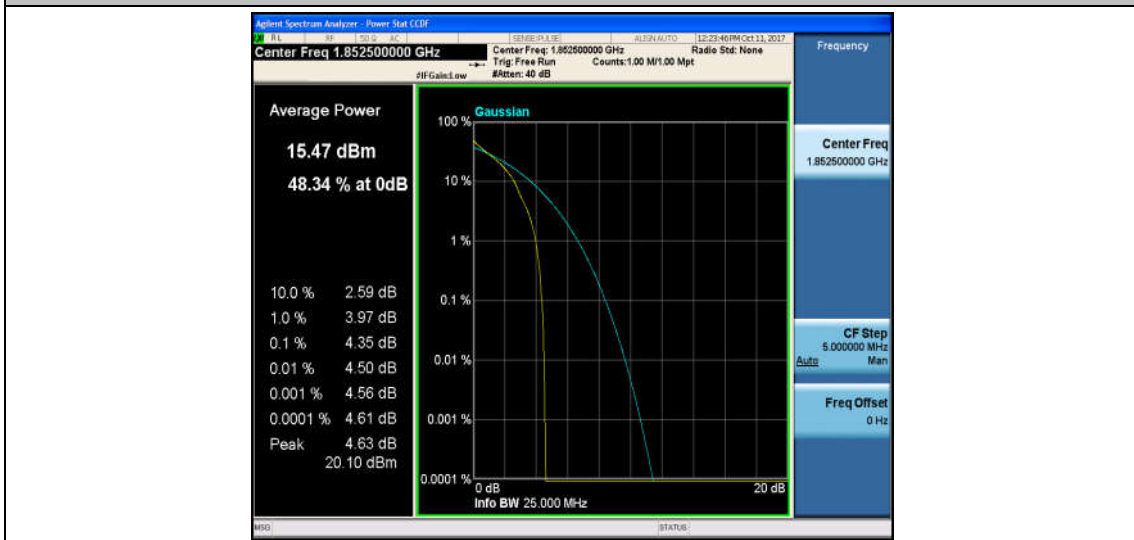 Agilent Spectrum Analyzer - Power Stat CCDF
RL RF 50 Ω AC SENSE:PULSE ALIGN AUTO 12:23:46 PM Oct 11, 2017
Center Freq 1.852500000 GHz
Center Freq: 1.852500000 GHz Radio Std: None
Trig: Free Run Counts:1.00 M/1.00 Mpt
#IFGain:Low #Atten: 40 dB
Frequency
Average Power
15.47 dBm
48.34 % at 0dB
10.0 % 2.59 dB
1.0 % 3.97 dB
0.1 % 4.35 dB
0.01 % 4.50 dB
0.001 % 4.56 dB
0.0001 % 4.61 dB
Peak 4.63 dB
20.10 dBm
Gaussian
100 %
10 %
1 %
0.1 %
0.01 %
0.001 %
0.0001 %
0 dB 20 dB
Info BW 25.000 MHz
Center Freq
1.852500000 GHz
CF Step
5.000000 MHz
Auto Man
Freq Offset
0 Hz
MSG STATUS